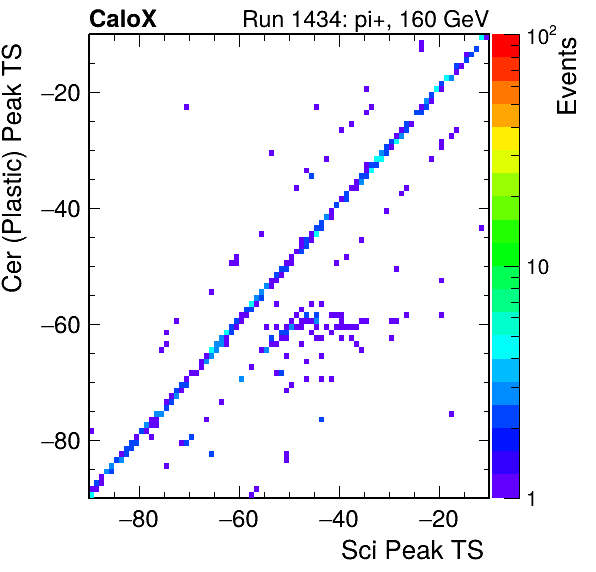 CaloX Run 1434: pi+, 160 GeV
Cer (Plastic) Peak TS
−20
−40
−60
−80
−80 −60 −40 −20
Sci Peak TS
10²
10
1
Events